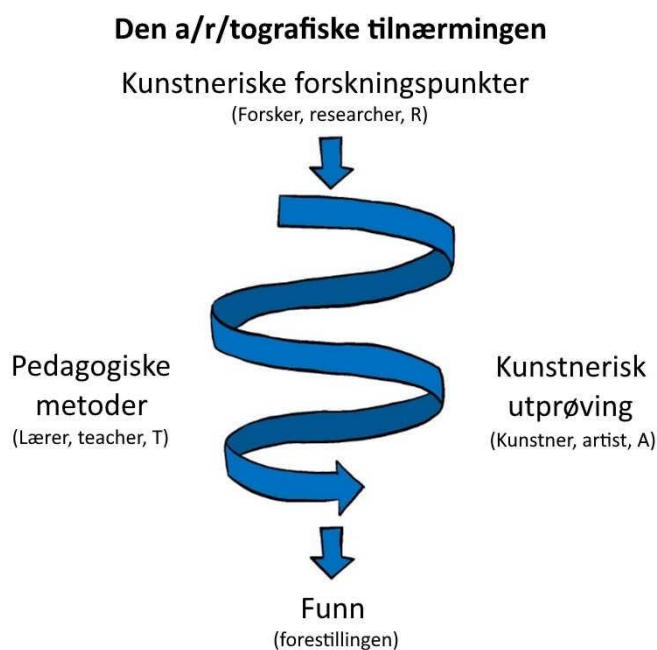 Den a/r/tografiske tilnærmingen
Kunstneriske forskningspunkter
(Forsker, researcher, R)
Pedagogiske
metoder
(Lærer, teacher, T)
Kunstnerisk
utprøving
(Kunstner, artist, A)
Funn
(forestillingen)